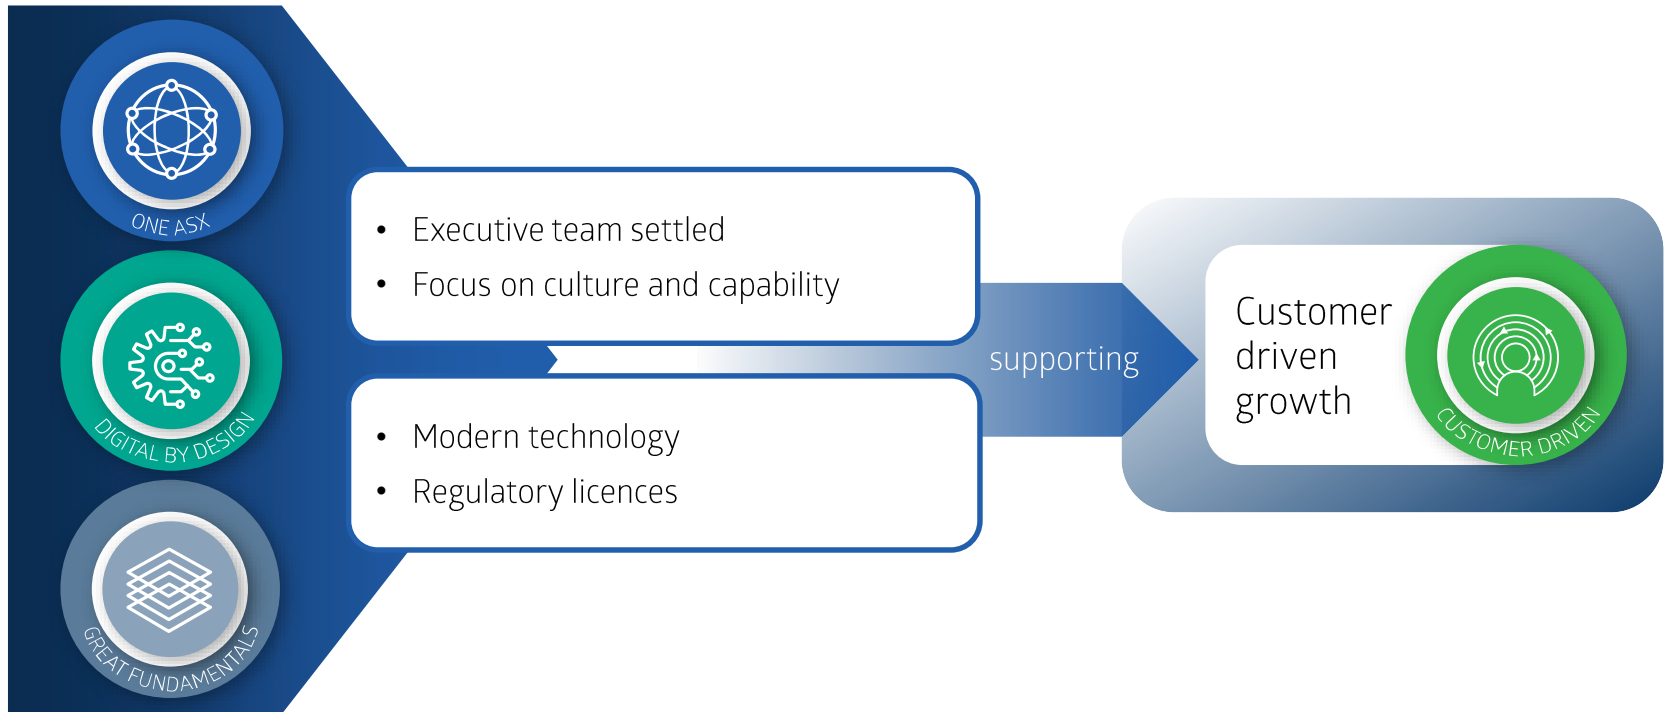 ONE ASX
DIGITAL BY DESIGN
GREAT FUNDAMENTALS
• Executive team settled
• Focus on culture and capability
• Modern technology
• Regulatory licences
supporting
Customer
driven
growth
CUSTOMER DRIVEN